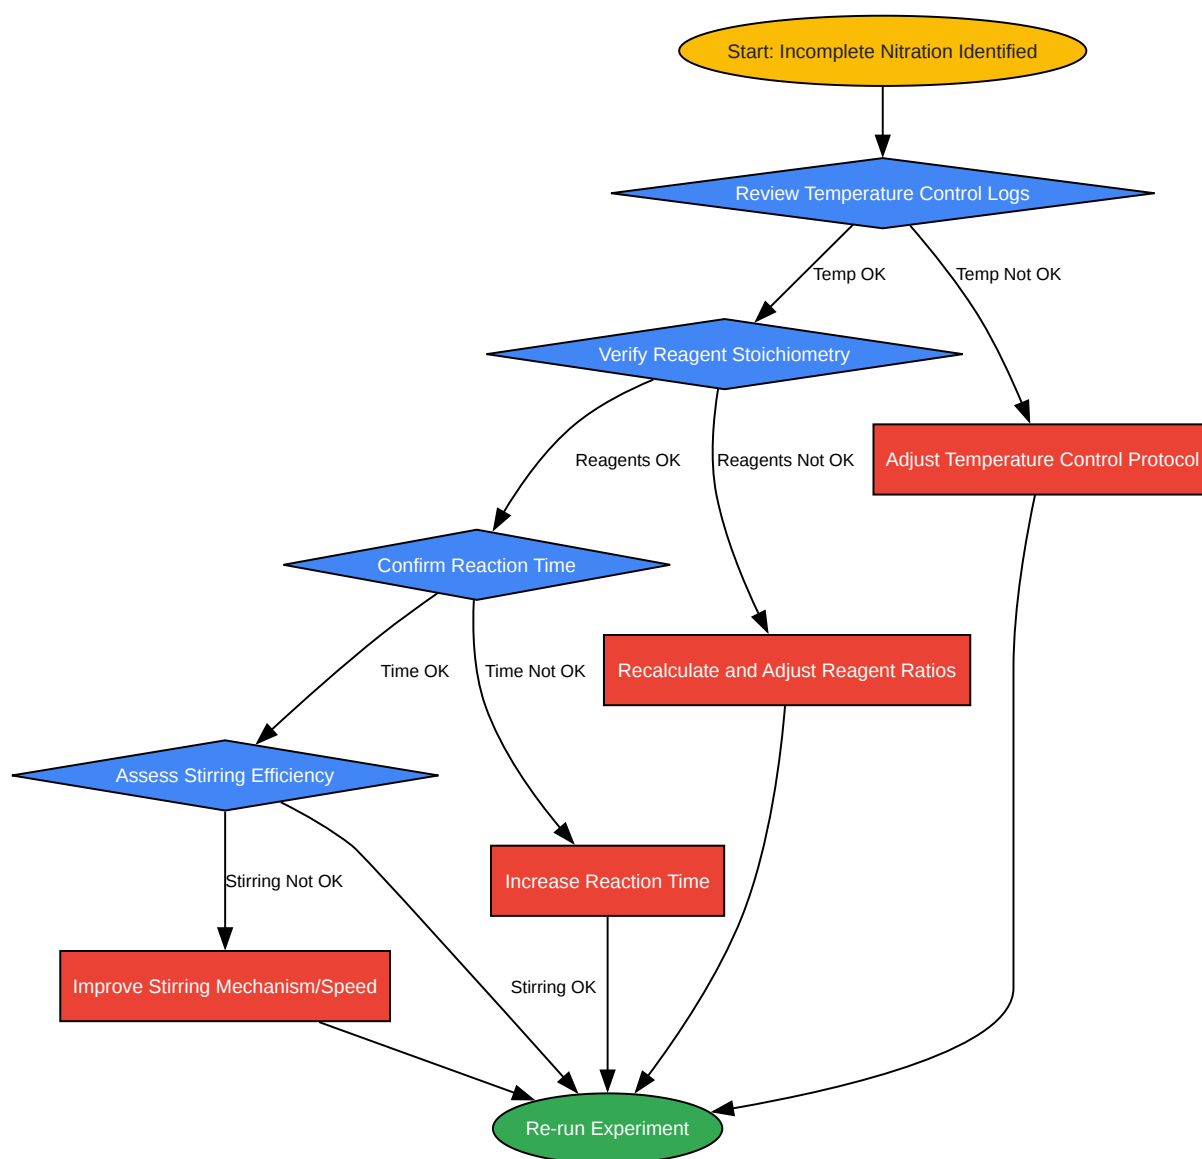 Start: Incomplete Nitration Identified
Review Temperature Control Logs
Temp OK
Temp Not OK
Verify Reagent Stoichiometry
Reagents OK
Reagents Not OK
Adjust Temperature Control Protocol
Confirm Reaction Time
Time OK
Time Not OK
Recalculate and Adjust Reagent Ratios
Assess Stirring Efficiency
Stirring Not OK
Increase Reaction Time
Improve Stirring Mechanism/Speed
Stirring OK
Re-run Experiment